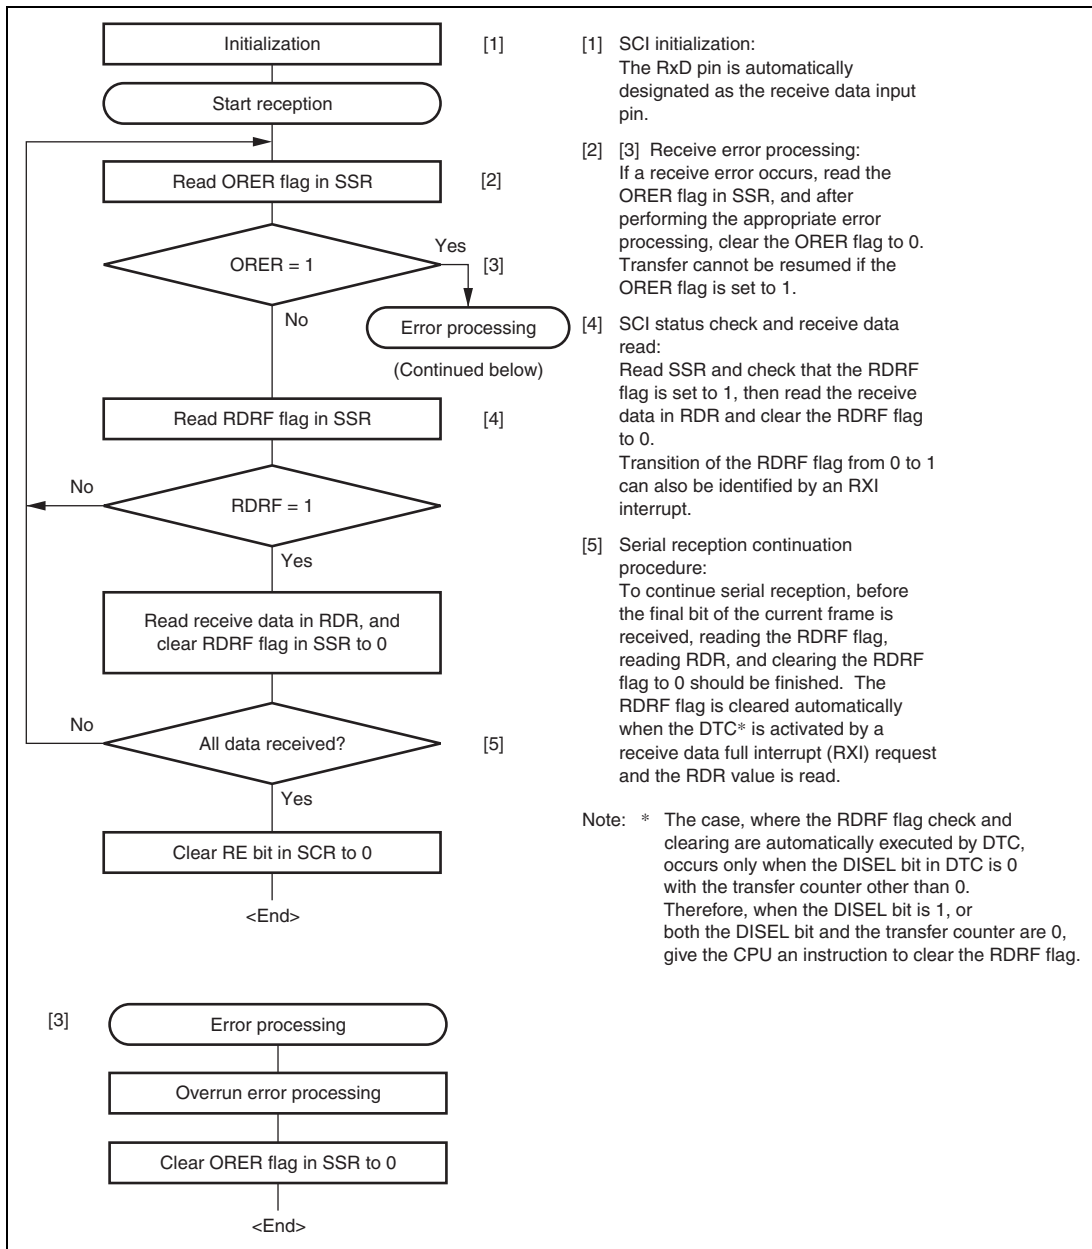 Initialization [1]
Start reception
Read ORER flag in SSR [2]
ORER = 1
Yes
[3]
No
Error processing
(Continued below)
Read RDRF flag in SSR [4]
No
RDRF = 1
Yes
Read receive data in RDR, and
clear RDRF flag in SSR to 0
No
All data received? [5]
Yes
Clear RE bit in SCR to 0
<End>
[1] SCI initialization:
The RxD pin is automatically
designated as the receive data input
pin.
[2] [3] Receive error processing:
If a receive error occurs, read the
ORER flag in SSR, and after
performing the appropriate error
processing, clear the ORER flag to 0.
Transfer cannot be resumed if the
ORER flag is set to 1.
[4] SCI status check and receive data
read:
Read SSR and check that the RDRF
flag is set to 1, then read the receive
data in RDR and clear the RDRF flag
to 0.
Transition of the RDRF flag from 0 to 1
can also be identified by an RXI
interrupt.
[5] Serial reception continuation
procedure:
To continue serial reception, before
the final bit of the current frame is
received, reading the RDRF flag,
reading RDR, and clearing the RDRF
flag to 0 should be finished. The
RDRF flag is cleared automatically
when the DTC* is activated by a
receive data full interrupt (RXI) request
and the RDR value is read.
Note: * The case, where the RDRF flag check and
clearing are automatically executed by DTC,
occurs only when the DISEL bit in DTC is 0
with the transfer counter other than 0.
Therefore, when the DISEL bit is 1, or
both the DISEL bit and the transfer counter are 0,
give the CPU an instruction to clear the RDRF flag.
[3] Error processing
Overrun error processing
Clear ORER flag in SSR to 0
<End>